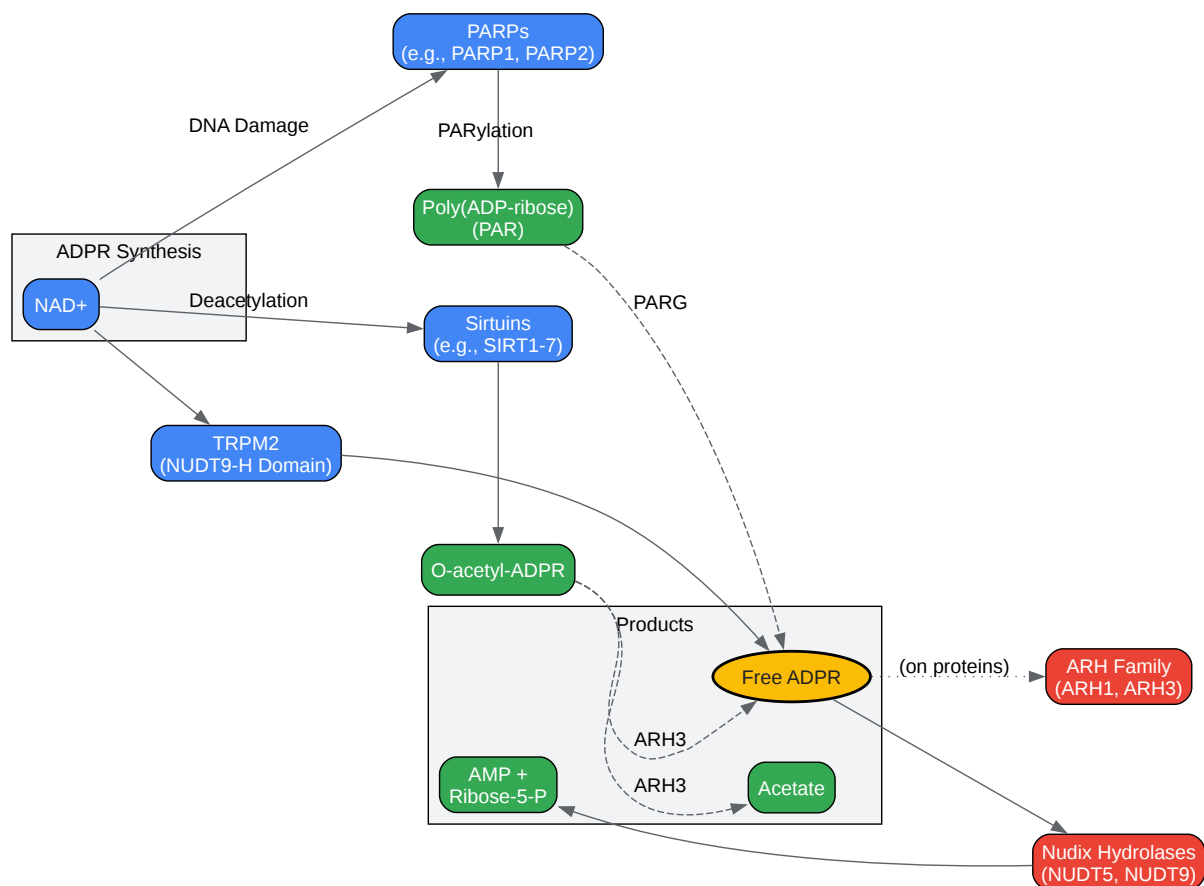 PARPs
(e.g., PARP1, PARP2)
DNA Damage
PARylation
Poly(ADP-ribose)
(PAR)
ADPR Synthesis
NAD+
Deacetylation
PARG
Sirtuins
(e.g., SIRT1-7)
TRPM2
(NUDT9-H Domain)
O-acetyl-ADPR
Products
Free ADPR
(on proteins)
ARH Family
(ARH1, ARH3)
ARH3
ARH3
AMP +
Ribose-5-P
Acetate
Nudix Hydrolases
(NUDT5, NUDT9)